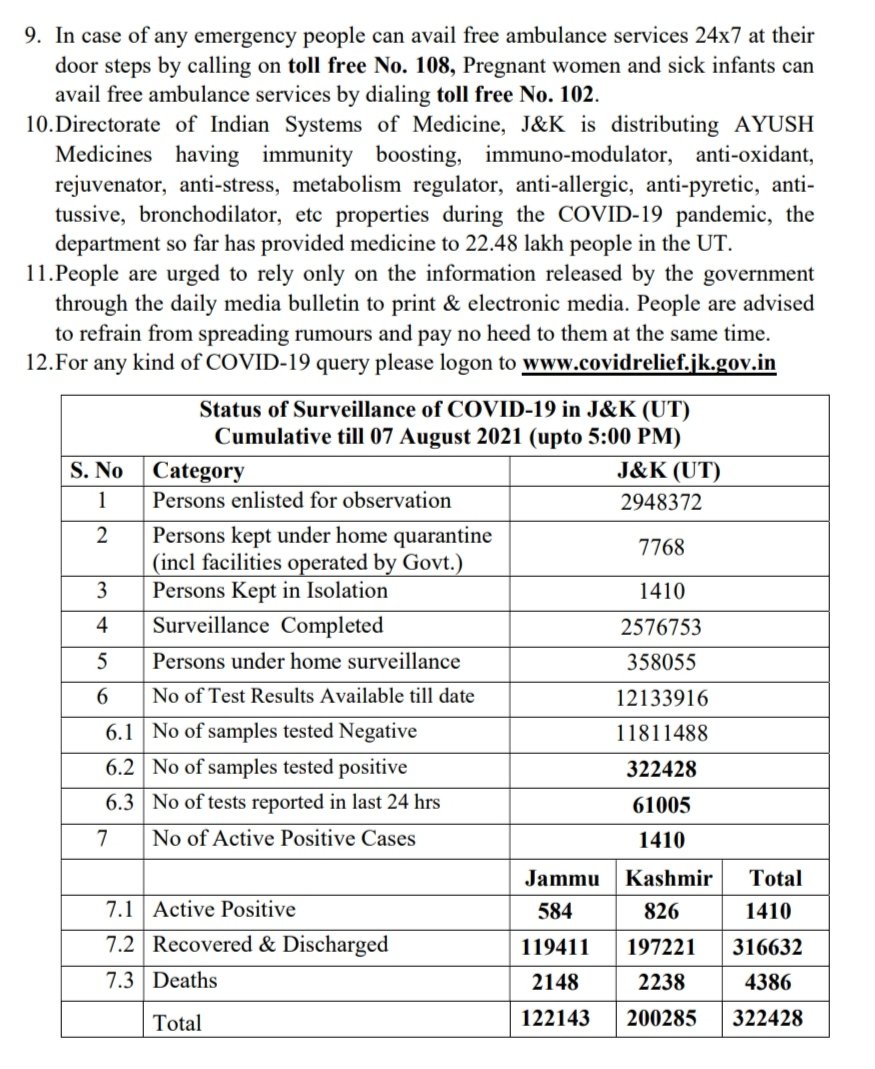 9. In case of any emergency people can avail free ambulance services 24x7 at their
door steps by calling on toll free No. 108, Pregnant women and sick infants can
avail free ambulance services by dialing toll free No. 102.
10.Directorate of Indian Systems of Medicine, J&K is distributing AYUSH
Medicines having immunity boosting, immuno-modulator, anti-oxidant,
rejuvenator, anti-stress, metabolism regulator, anti-allergic, anti-pyretic, anti-
tussive, bronchodilator, etc properties during the COVID-19 pandemic, the
department so far has provided medicine to 22.48 lakh people in the UT.
11.People are urged to rely only on the information released by the government
through the daily media bulletin to print & electronic media. People are advised
to refrain from spreading rumours and pay no heed to them at the same time.
12.For any kind of COVID-19 query please logon to www.covidrelief.jk.gov.in
Status of Surveillance of COVID-19 in J&K (UT)
Cumulative till 07 August 2021 (upto 5:00 PM)
S. No Category J&K (UT)
1 Persons enlisted for observation 2948372
2 Persons kept under home quarantine
(incl facilities operated by Govt.) 7768
3 Persons Kept in Isolation 1410
4 Surveillance Completed 2576753
5 Persons under home surveillance 358055
6 No of Test Results Available till date 12133916
6.1 No of samples tested Negative 11811488
6.2 No of samples tested positive 322428
6.3 No of tests reported in last 24 hrs 61005
7 No of Active Positive Cases 1410
Jammu Kashmir Total
7.1 Active Positive 584 826 1410
7.2 Recovered & Discharged 119411 197221 316632
7.3 Deaths 2148 2238 4386
Total 122143 200285 322428